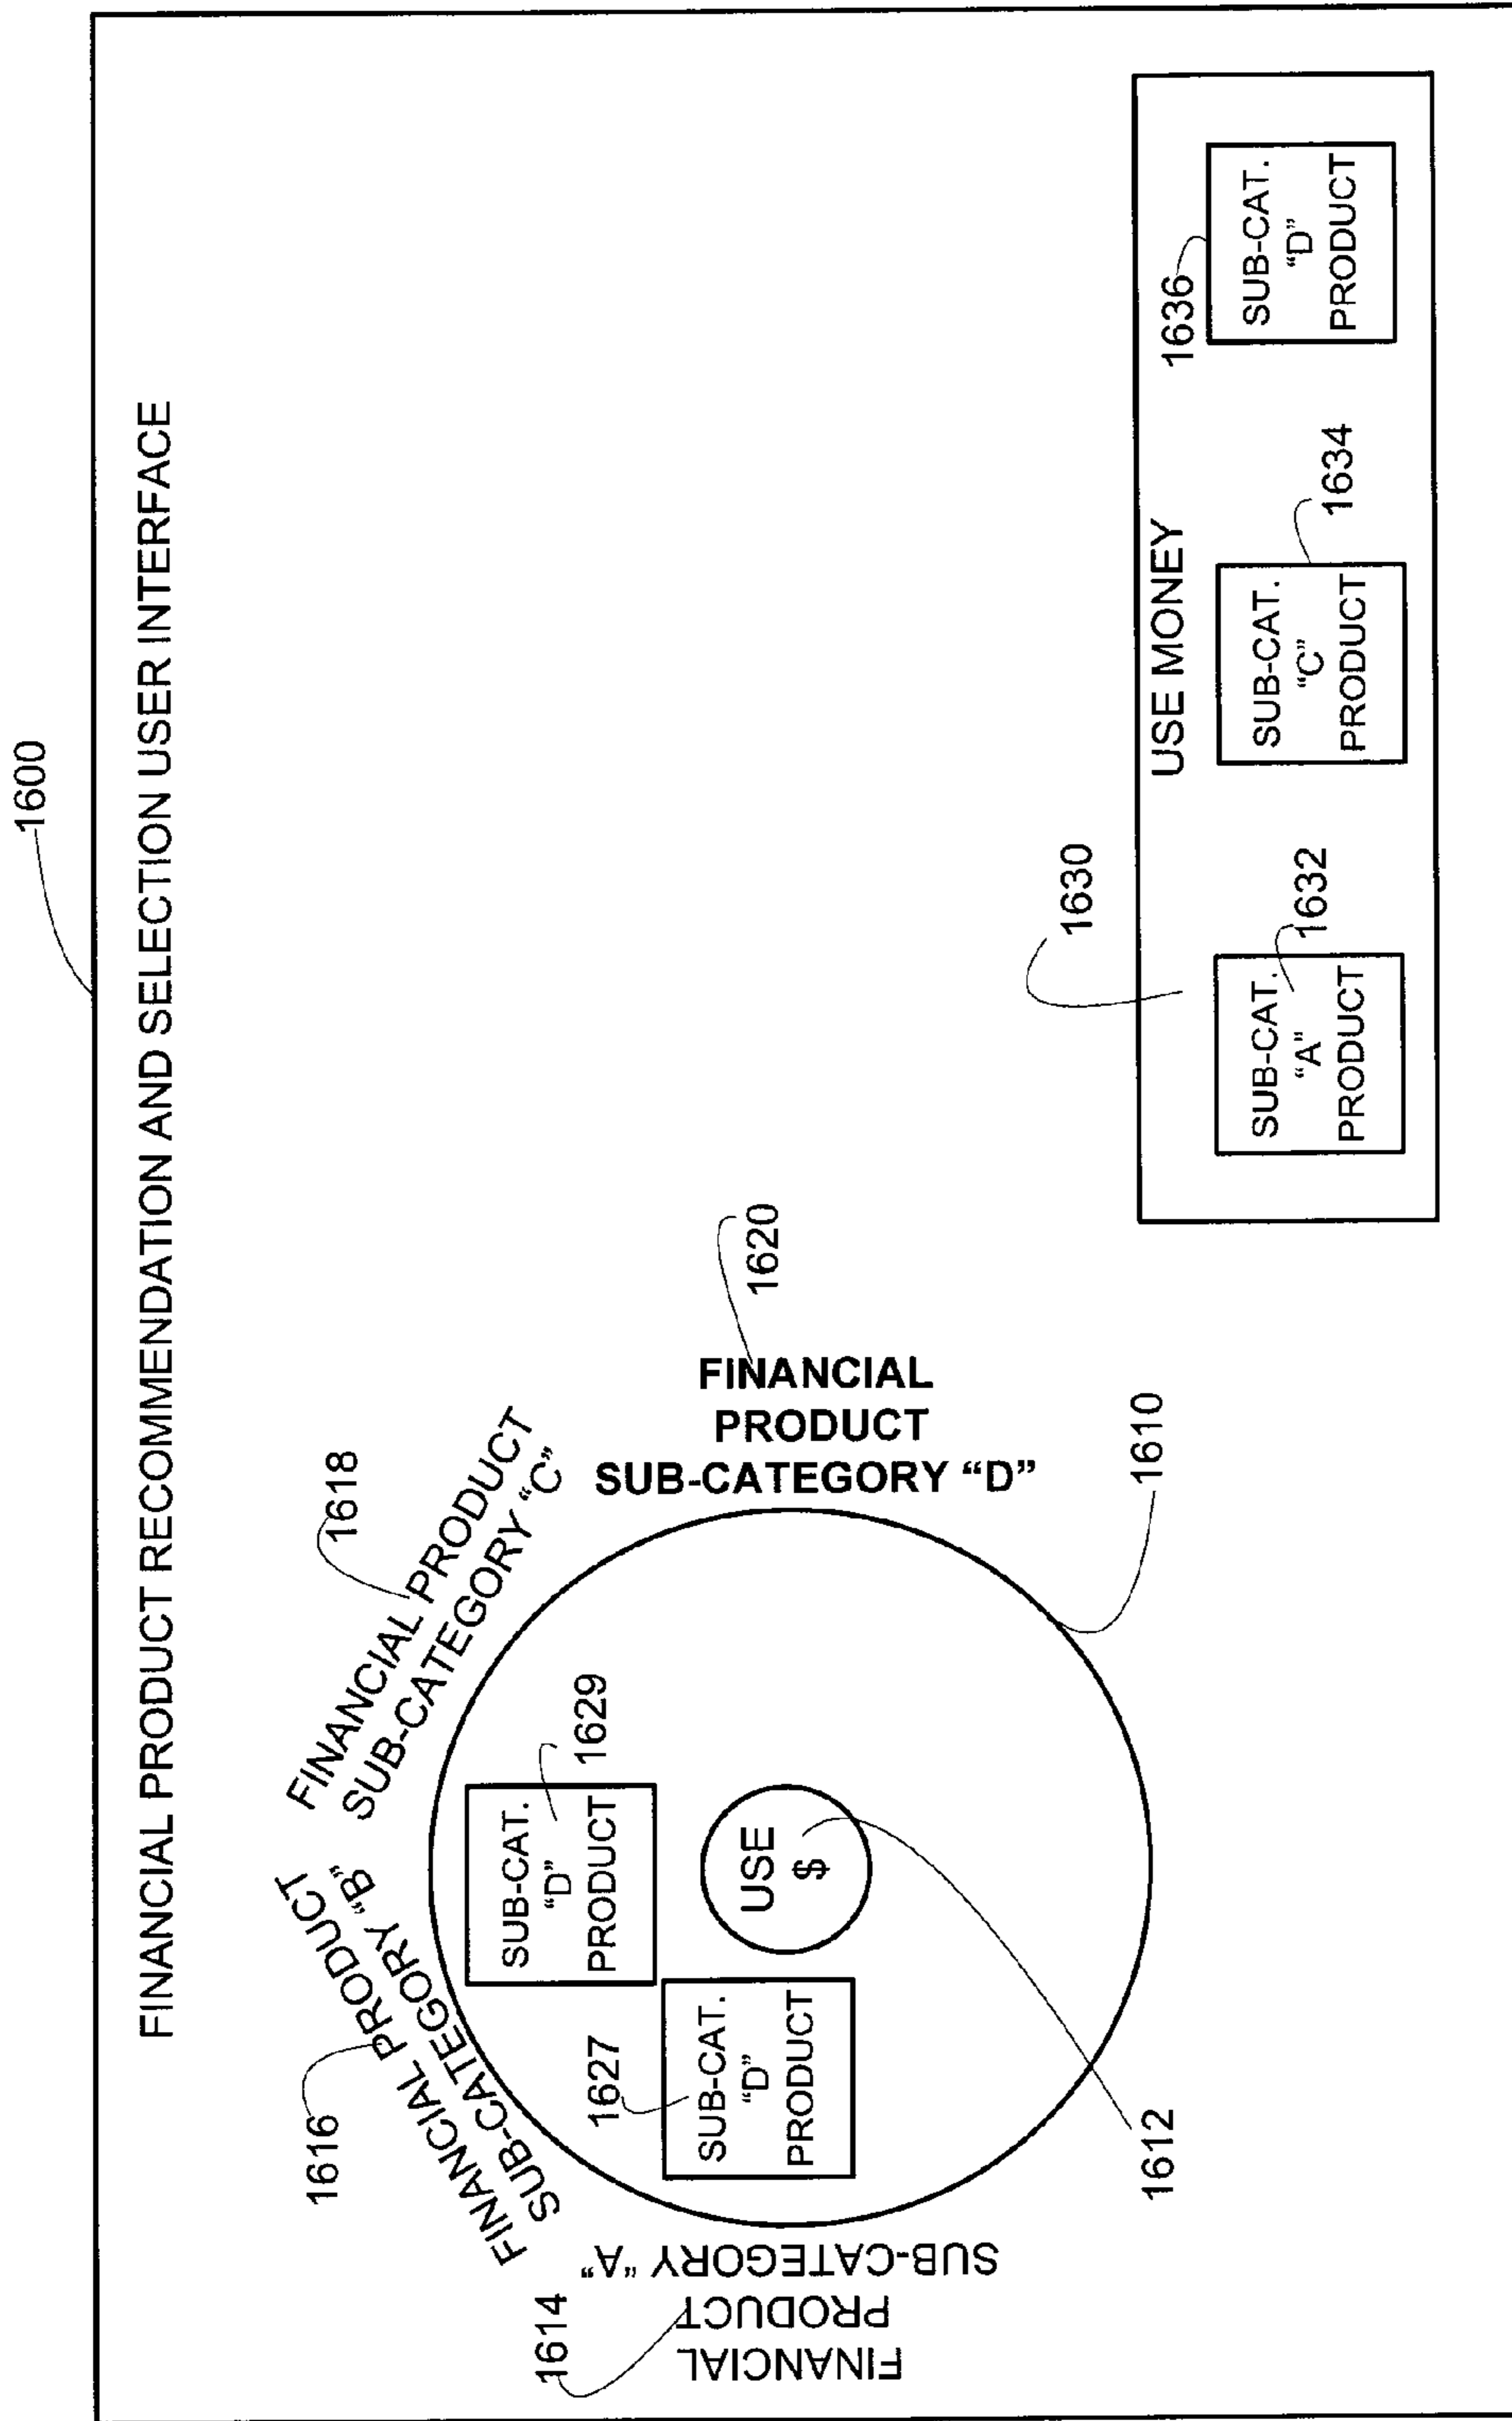 1600
FINANCIAL PRODUCT RECOMMENDATION AND SELECTION USER INTERFACE
1616
FINANCIAL PRODUCT
SUB-CATEGORY "B"
1618
FINANCIAL PRODUCT
SUB-CATEGORY "C"
1614
FINANCIAL
PRODUCT
SUB-CATEGORY "A"
1620
FINANCIAL
PRODUCT
SUB-CATEGORY "D"
1627
SUB-CAT.
"D"
PRODUCT
SUB-CAT.
"D"
PRODUCT
1629
USE
$
1612
1610
1630
USE MONEY
SUB-CAT.
"A"
PRODUCT
1632
SUB-CAT.
"C"
PRODUCT
1634
1636
SUB-CAT.
"D"
PRODUCT